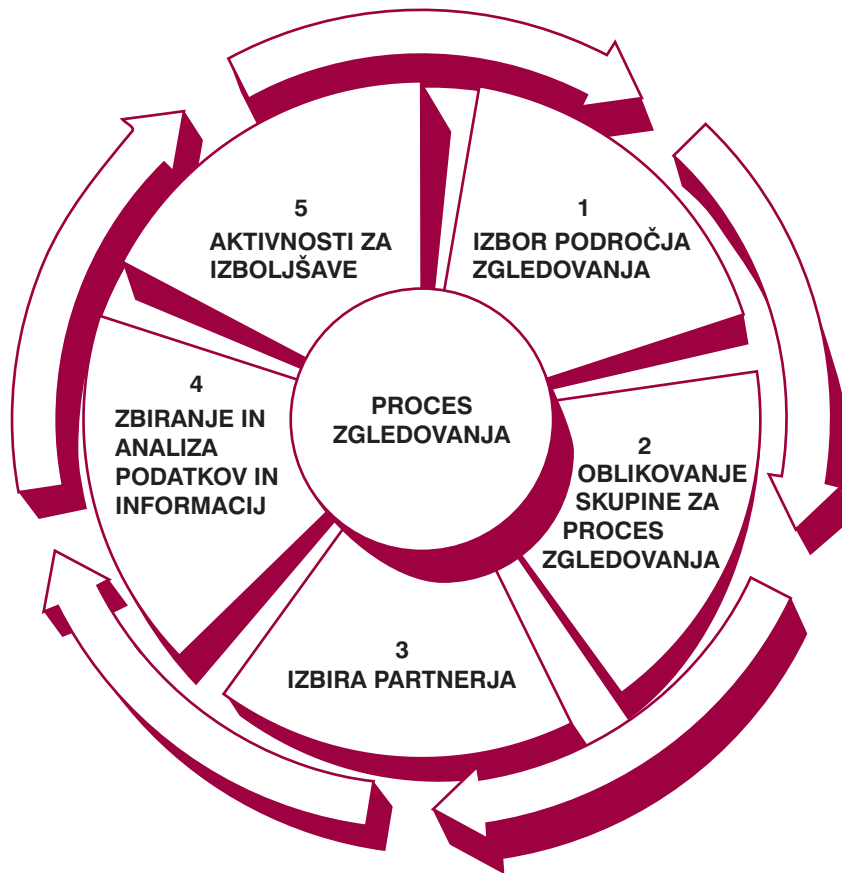 PROCES
ZGLEDOVANJA
1
IZBOR PODROČJA
ZGLEDOVANJA
2
OBLIKOVANJE
SKUPINE ZA
PROCES
ZGLEDOVANJA
3
IZBIRA PARTNERJA
4
ZBIRANJE IN
ANALIZA
PODATKOV IN
INFORMACIJ
5
AKTIVNOSTI ZA
IZBOLJŠAVE